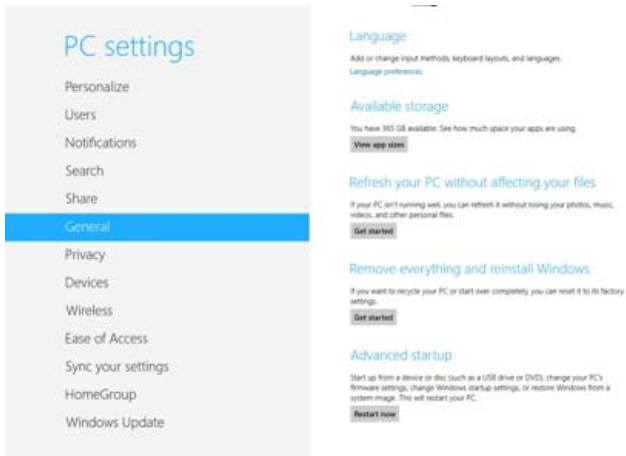 PC settings
Personalize
Users
Notifications
Search
Share
General
Privacy
Devices
Wireless
Ease of Access
Sync your settings
HomeGroup
Windows Update
Language
Add or change input methods, keyboard layouts, and languages.
Language preferences
Available storage
You have 365 GB available. See how much space your apps are using.
View app sizes
Refresh your PC without affecting your files
If your PC isn't running well, you can refresh it without losing your photos, music,
videos, and other personal files.
Get started
Remove everything and reinstall Windows
If you want to recycle your PC or start over completely, you can reset it to its factory
settings.
Get started
Advanced startup
Start up from a device or disc (such as a USB drive or DVD), change your PC's
firmware settings, change Windows startup settings, or restore Windows from a
system image. This will restart your PC.
Restart now